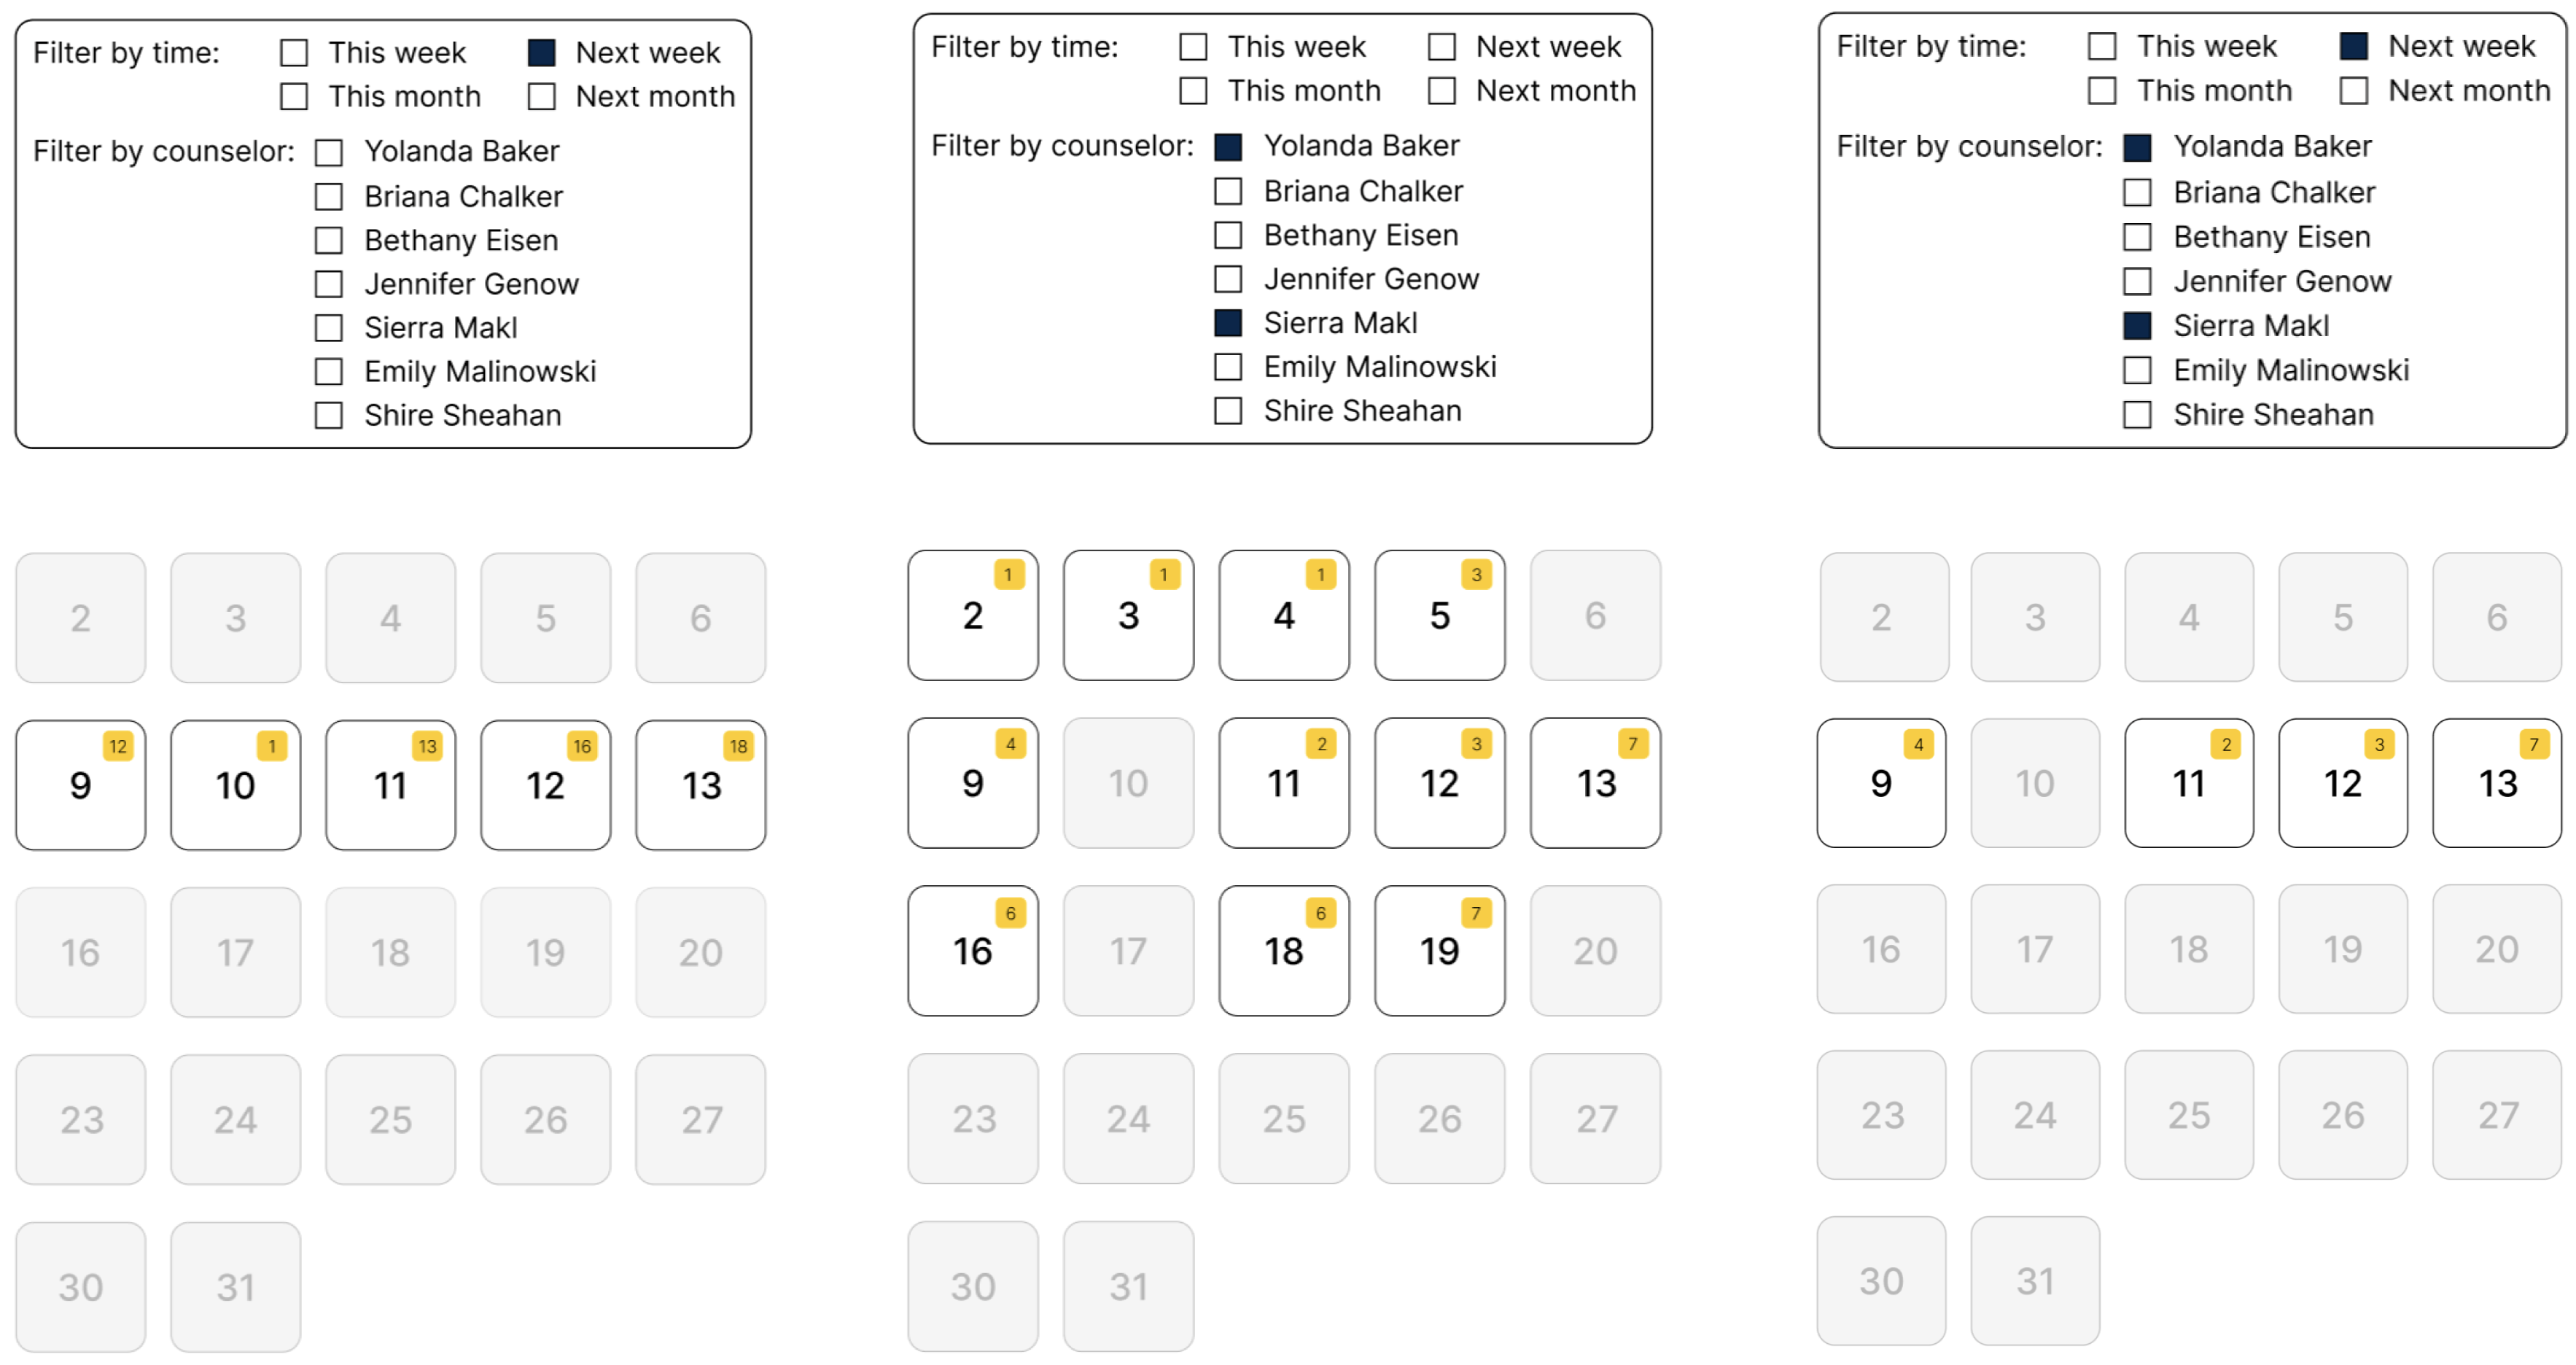 Filter by time: This week Next week
This month Next month
Filter by counselor: Yolanda Baker
Briana Chalker
Bethany Eisen
Jennifer Genow
Sierra Makl
Emily Malinowski
Shire Sheahan
2 3 4 5 6
12 1 13 16 18
9 10 11 12 13
16 17 18 19 20
23 24 25 26 27
30 31
Filter by time: This week Next week
This month Next month
Filter by counselor: Yolanda Baker
Briana Chalker
Bethany Eisen
Jennifer Genow
Sierra Makl
Emily Malinowski
Shire Sheahan
1 1 1 3
2 3 4 5 6
4 2 3 7
9 10 11 12 13
6 6 7
16 17 18 19 20
23 24 25 26 27
30 31
Filter by time: This week Next week
This month Next month
Filter by counselor: Yolanda Baker
Briana Chalker
Bethany Eisen
Jennifer Genow
Sierra Makl
Emily Malinowski
Shire Sheahan
2 3 4 5 6
4 2 3 7
9 10 11 12 13
16 17 18 19 20
23 24 25 26 27
30 31